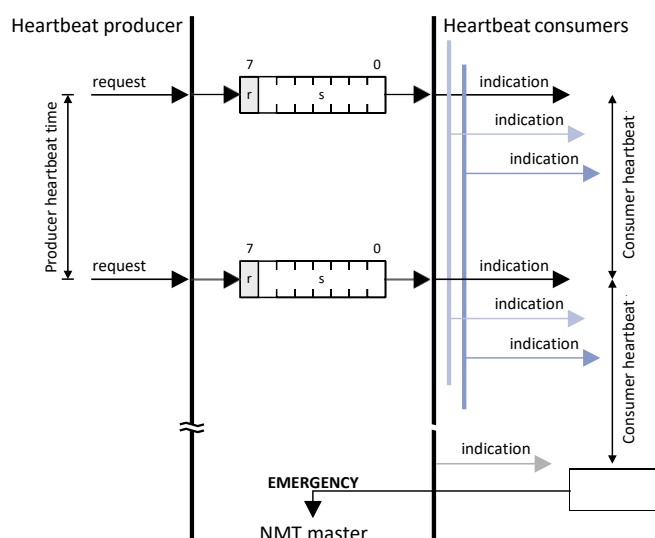 Heartbeat producer
Heartbeat consumers
7 0
request
r s
indication
indication
indication
Producer heartbeat time
Consumer heartbeat
7 0
request
r s
indication
indication
indication
Consumer heartbeat
indication
EMERGENCY
NMT master